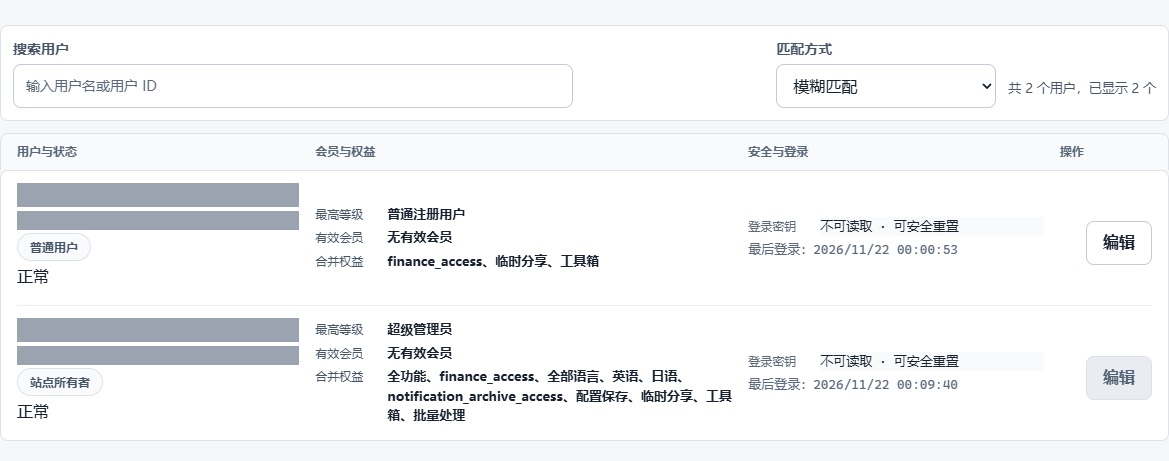 搜索用户
匹配方式
输入用户名或用户 ID
模糊匹配
共 2 个用户，已显示 2 个
用户与状态
会员与权益
安全与登录
操作
普通用户
正常
最高等级 普通注册用户
有效会员 无有效会员
合并权益 finance_access、临时分享、工具箱
登录密钥 不可读取 · 可安全重置
最后登录: 2026/11/22 00:00:53
编辑
站点所有者
正常
最高等级 超级管理员
有效会员 无有效会员
合并权益 全功能、finance_access、全部语言、英语、日语、
notification_archive_access、配置保存、临时分享、工具
箱、批量处理
登录密钥 不可读取 · 可安全重置
最后登录: 2026/11/22 00:09:40
编辑